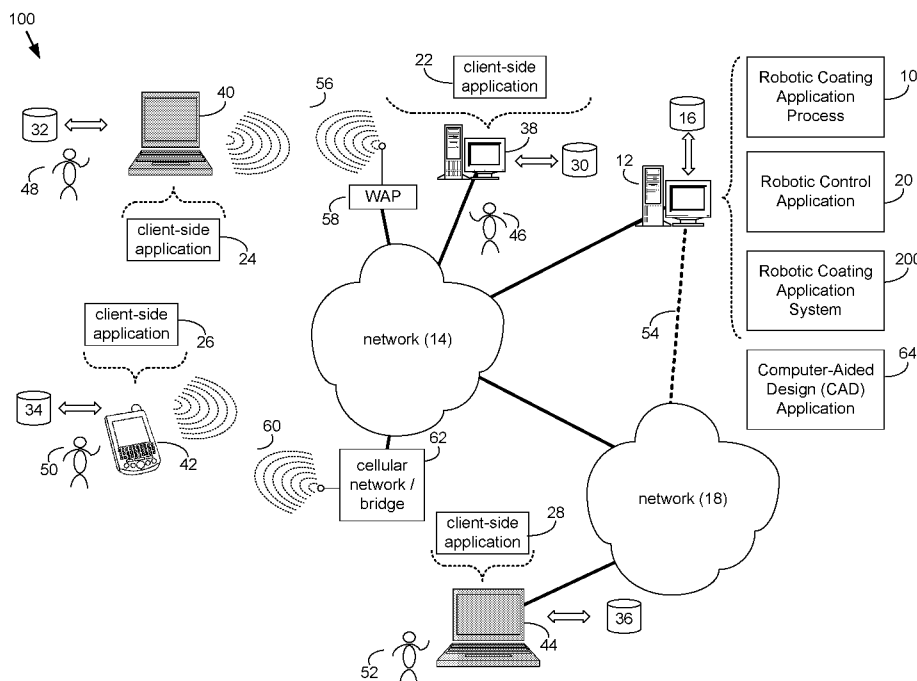 100
32
40
48
client-side
application
24
56
WAP
58
22
client-side
application
38
30
46
16
12
Robotic Coating
Application
Process
10
Robotic Control
Application
20
Robotic Coating
Application
System
200
Computer-Aided
Design (CAD)
Application
64
54
network (14)
client-side
application
26
34
50
42
60
62
cellular
network /
bridge
network (18)
client-side
application
28
44
36
52